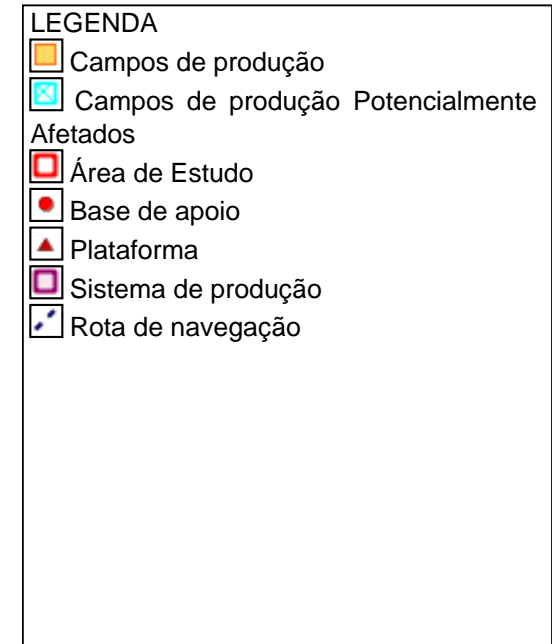 LEGENDA
Campos de produção
Campos de produção Potencialmente
Afetados
Área de Estudo
Base de apoio
Plataforma
Sistema de produção
Rota de navegação